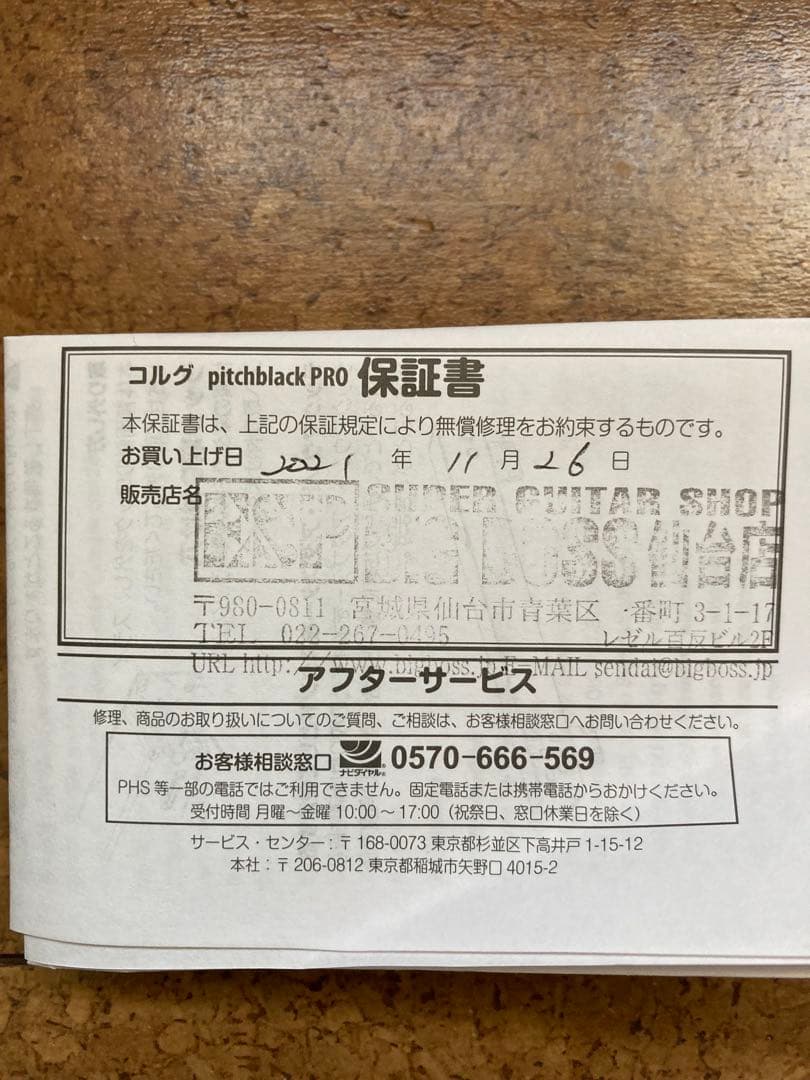 コルグ pitchblack PRO 保証書
本保証書は、上記の保証規定により無償修理をお約束するものです。
お買い上げ日 2021 年 11 月 26 日
販売店名
ESP SUPER GUITAR SHOP
BIG BOSS 仙台店
〒980-0811 宮城県仙台市青葉区一番町 3-1-17
TEL 022-267-0495 レゼル百反ビル2F
URL http://www.bigboss.jp E-MAIL sendai@bigboss.jp
アフターサービス
修理、商品のお取り扱いについてのご質問、ご相談は、お客様相談窓口へお問い合わせください。
お客様相談窓口 ナビダイヤル® 0570-666-569
PHS 等一部の電話ではご利用できません。固定電話または携帯電話からおかけください。
受付時間 月曜〜金曜 10:00 〜 17:00（祝祭日、窓口休業日を除く）
サービス・センター：〒 168-0073 東京都杉並区下高井戸 1-15-12
本社：〒 206-0812 東京都稲城市矢野口 4015-2